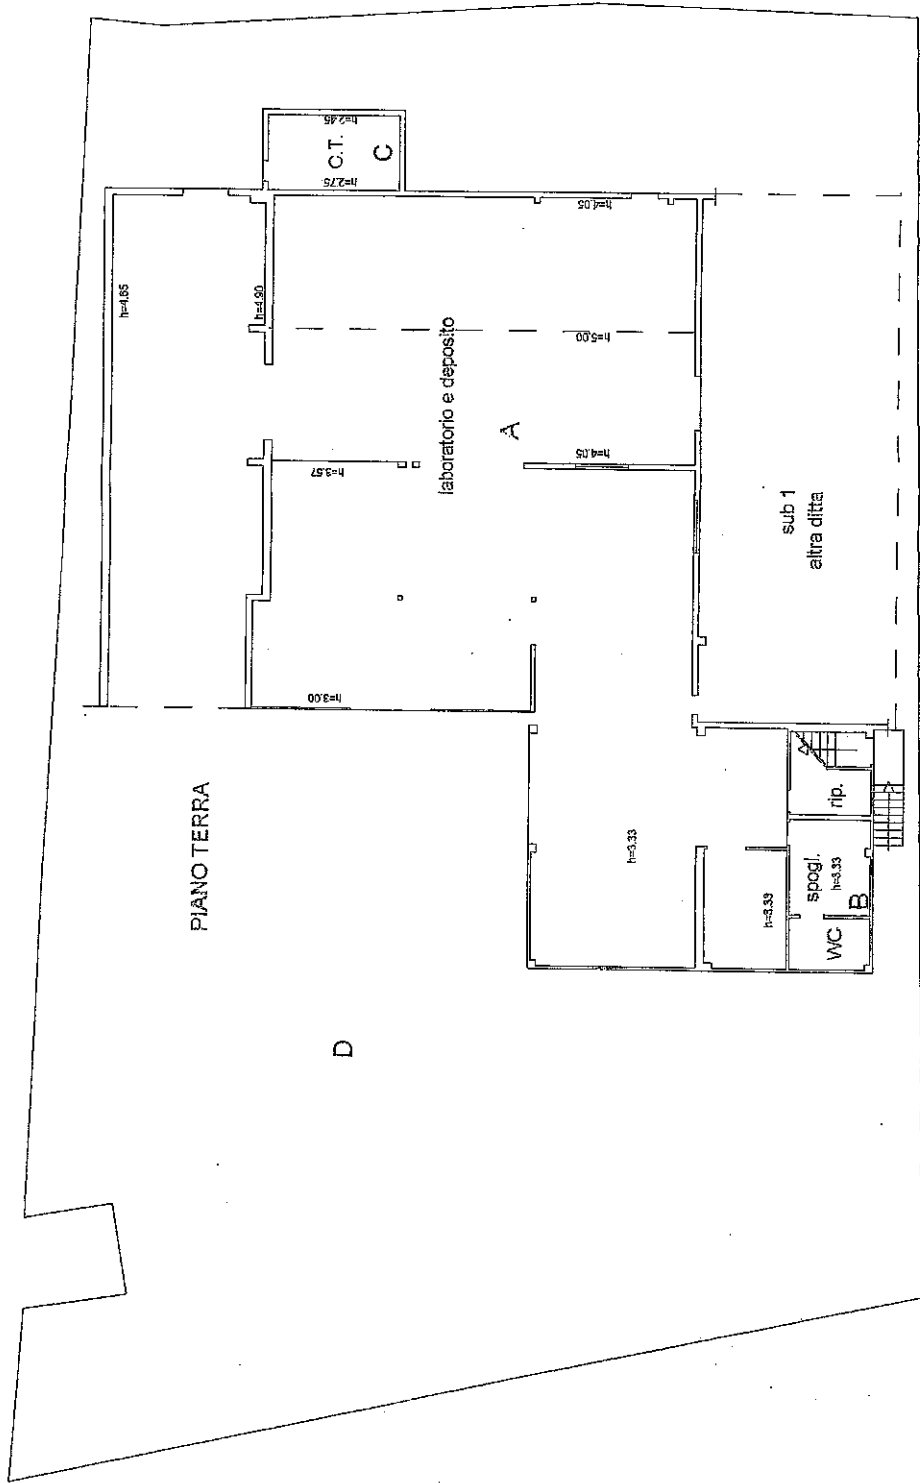 PIANO TERRA
h=4.65
h=4.90
h=2.45
C.T.
h=2.75
C
h=4.05
laboratorio e deposito
h=5.00
A
h=3.57
h=4.05
h=3.00
sub 1
altra ditta
h=3.33
h=3.33
rip.
spogl.
h=3.33
B
WC
D